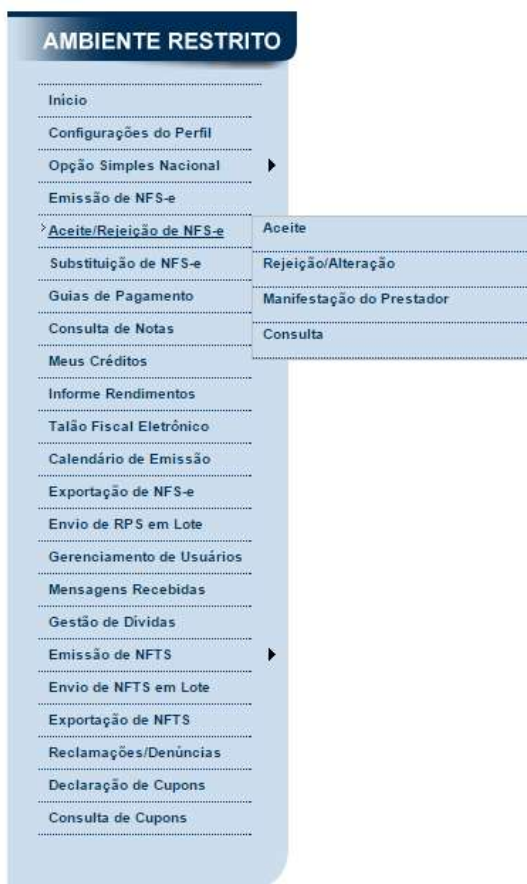 AMBIENTE RESTRITO
Início
Configurações do Perfil
Opção Simples Nacional
Emissão de NFS-e
Aceite/Rejeição de NFS-e
Aceite
Substituição de NFS-e
Rejeição/Alteração
Guias de Pagamento
Manifestação do Prestador
Consulta de Notas
Consulta
Meus Créditos
Informe Rendimentos
Talão Fiscal Eletrônico
Calendário de Emissão
Exportação de NFS-e
Envio de RPS em Lote
Gerenciamento de Usuários
Mensagens Recebidas
Gestão de Dívidas
Emissão de NFTS
Envio de NFTS em Lote
Exportação de NFTS
Reclamações/Denúncias
Declaração de Cupons
Consulta de Cupons